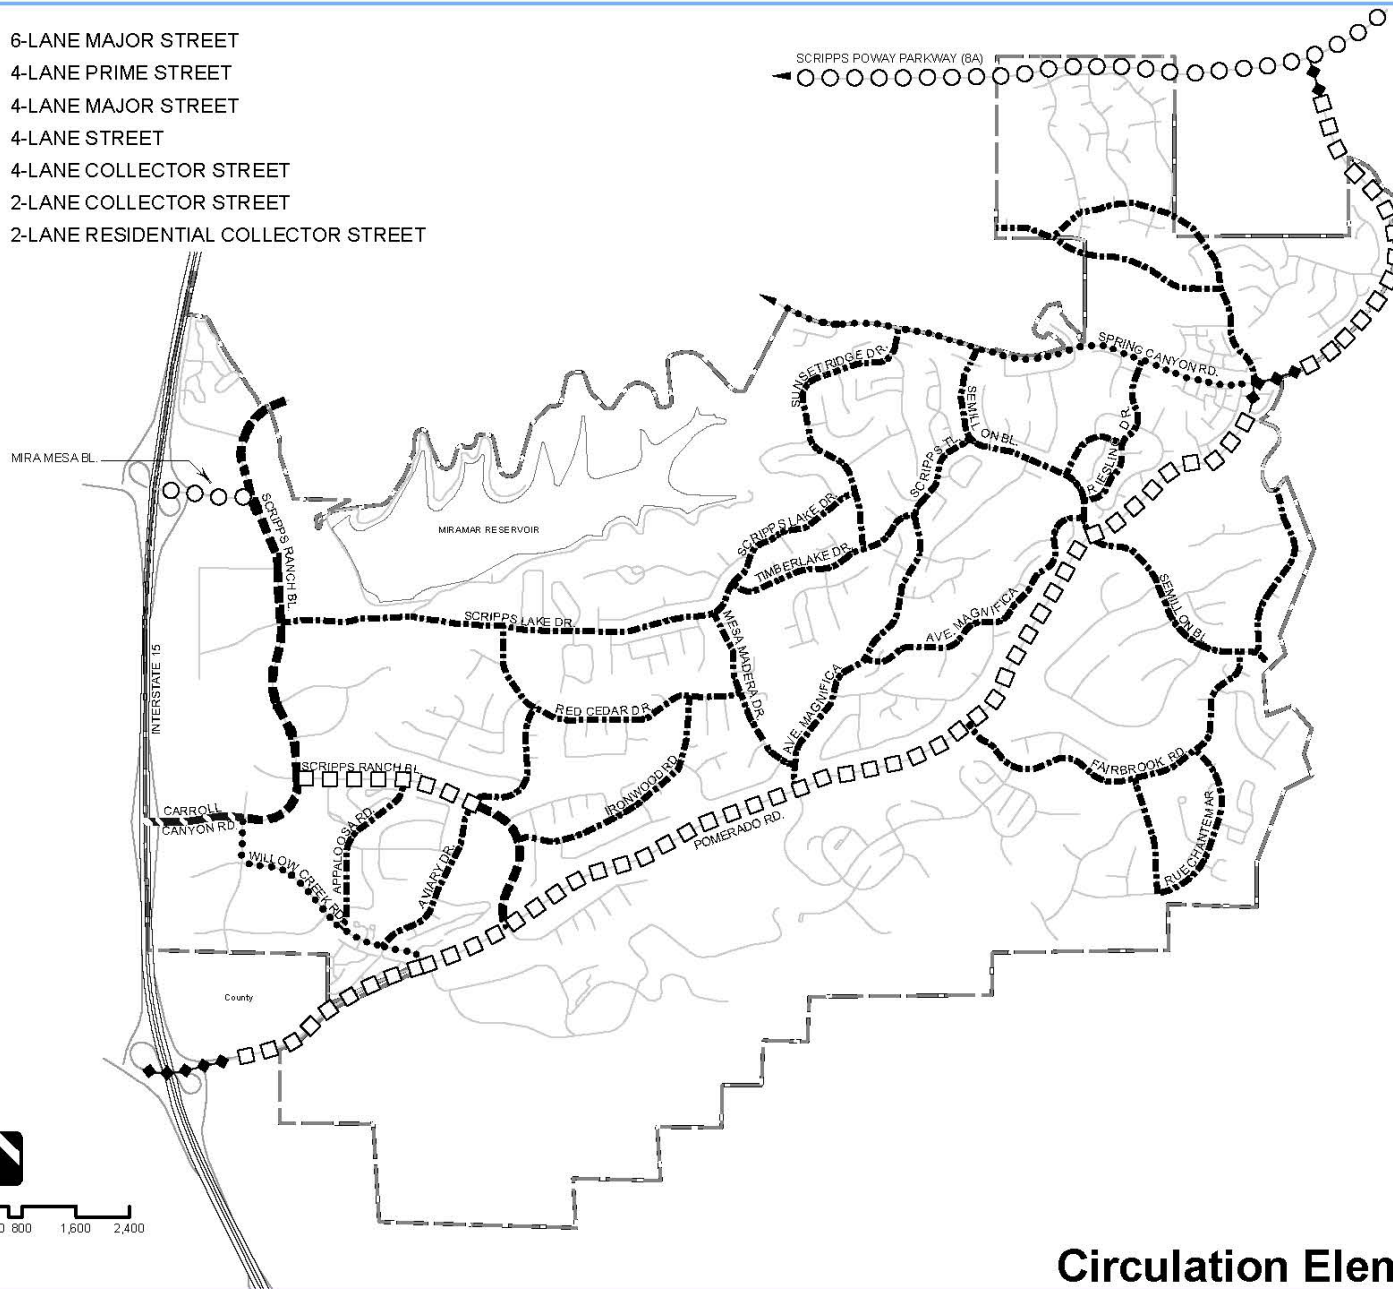 6-LANE MAJOR STREET
4-LANE PRIME STREET
4-LANE MAJOR STREET
4-LANE STREET
4-LANE COLLECTOR STREET
2-LANE COLLECTOR STREET
2-LANE RESIDENTIAL COLLECTOR STREET
SCRIPPS POWAY PARKWAY (8A)
SPRING CANYON RD.
SUNSET RIDGE DR.
SEMILLON BL.
RIESLING DR.
SCRIPPS TL.
MIRA MESA BL.
SCRIPPS RANCH BL.
MIRAMAR RESERVOIR
SCRIPPS LAKE DR.
TIMBERLAKE DR.
SCRIPPS LAKE DR.
MESA MADERA DR.
AVE. MAGNIFICA
SEMILLON BL.
INTERSTATE 15
RED CEDAR DR.
AVE. MAGNIFICA
SCRIPPS RANCH BL.
IRONWOOD RD.
FAIRBROOK RD.
CARROLL
CANYON RD.
APPALOOSA RD.
POMERADO RD.
RUE CHANTEMAR
WILLOW CREEK RD.
AVIARY DR.
County
0 800 1,600 2,400
Circulation Elem